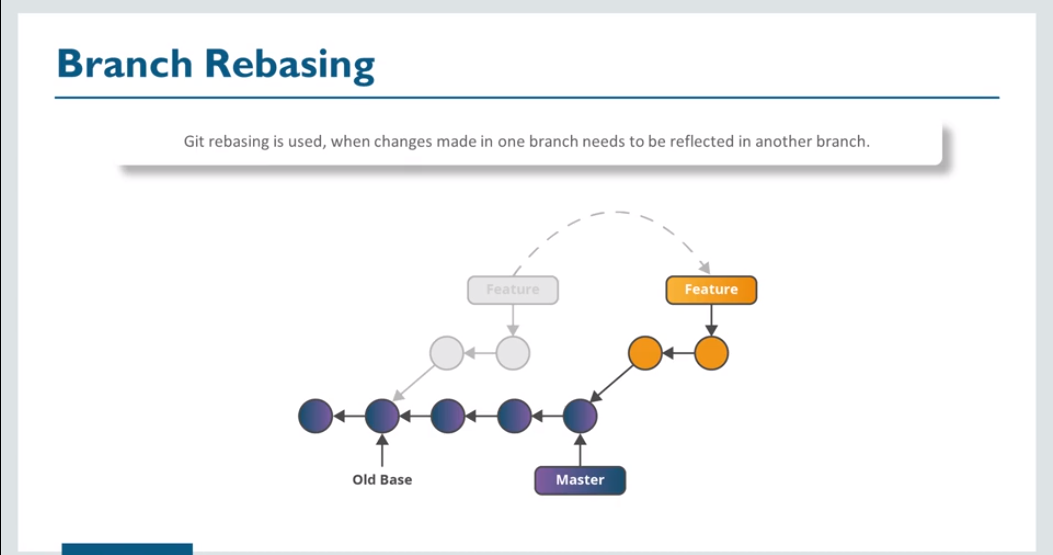 Branch Rebasing
Git rebasing is used, when changes made in one branch needs to be reflected in another branch.
Feature
Feature
Old Base
Master